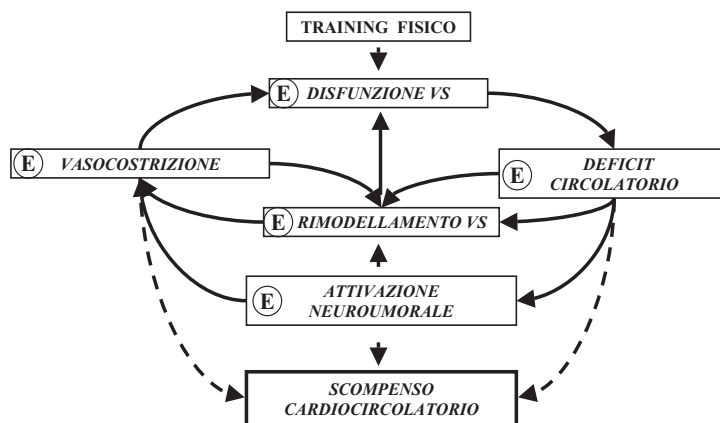 TRAINING FISICO
E DISFUNZIONE VS
E VASOCOSTRIZIONE
E DEFICIT
CIRCOLATORIO
E RIMODELLAMENTO VS
E ATTIVAZIONE
NEUROUMORALE
SCOMPENSO
CARDIOCIRCOLATORIO